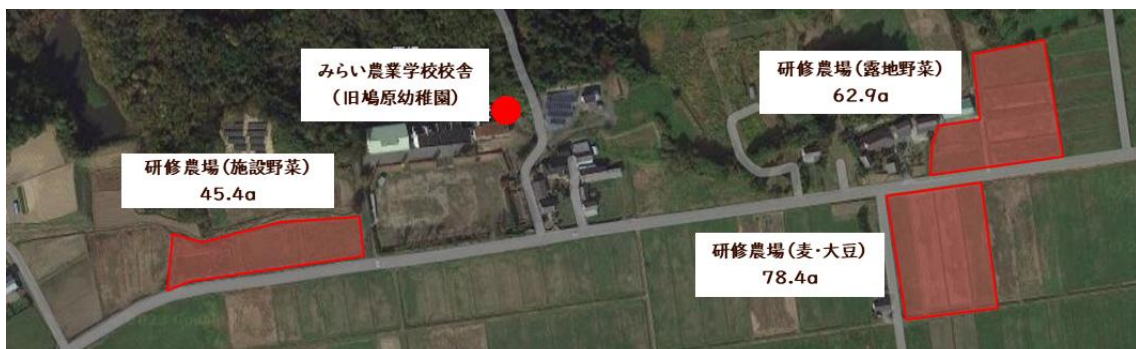 みらい農業学校校舎
(旧鳩原幼稚園)
研修農場(露地野菜)
62.9a
研修農場(施設野菜)
45.4a
研修農場(麦・大豆)
78.4a